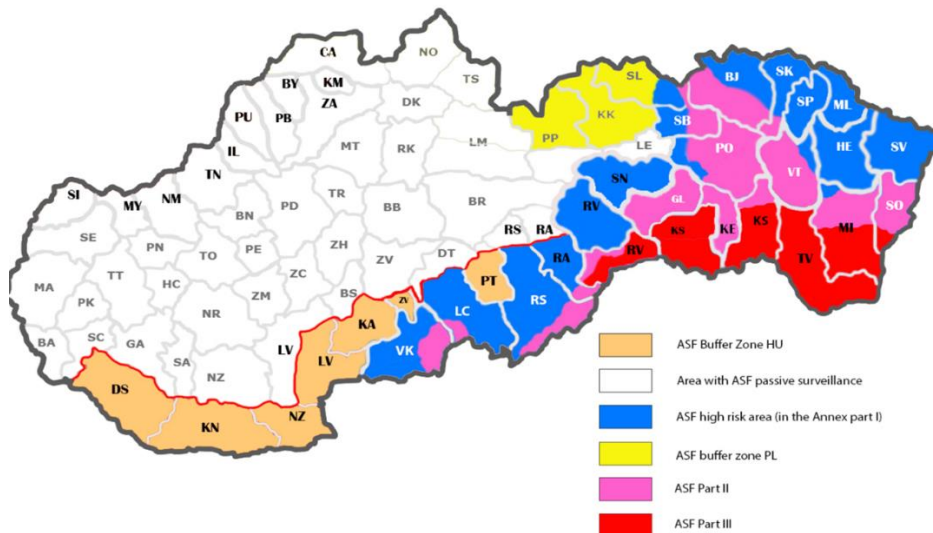 CA
NO
BY
KM
TS
ZA
PU
PB
DK
IL
MT
RK
LM
TN
PP
KK
SL
SB
BJ
SK
SP
ML
LE
PO
HE
SV
VT
SI
MY
NM
BN
PD
TR
BB
BR
SN
RV
GL
SO
SE
PN
TO
PE
ZH
RS
RA
KS
KE
KS
MI
MA
TT
HC
ZC
ZV
DT
PT
RA
RV
TV
PK
NR
ZM
BS
ZV
LC
RS
BA
SC
GA
SA
NZ
LV
LV
KA
VK
DS
KN
NZ
ASF Buffer Zone HU
Area with ASF passive surveillance
ASF high risk area (in the Annex part I)
ASF buffer zone PL
ASF Part II
ASF Part III